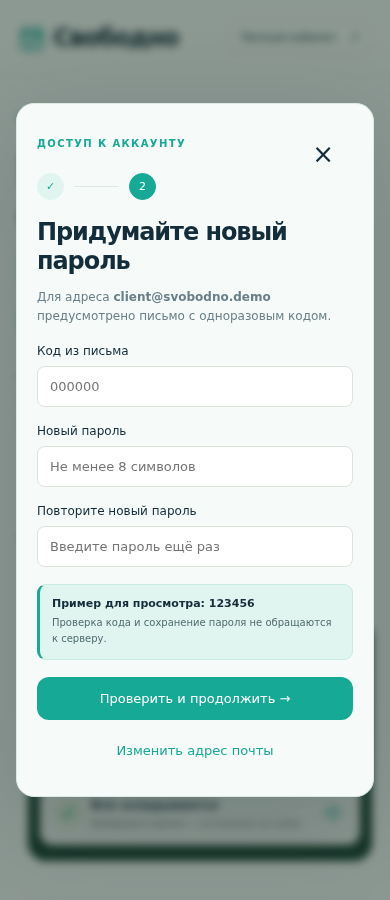 Свободно
ДОСТУП К АККАУНТУ
×
✓
2
Придумайте новый
пароль
Для адреса client@svobodno.demo
предусмотрено письмо с одноразовым кодом.
Код из письма
000000
Новый пароль
Не менее 8 символов
Повторите новый пароль
Введите пароль ещё раз
Пример для просмотра: 123456
Проверка кода и сохранение пароля не обращаются
к серверу.
Проверить и продолжить →
Изменить адрес почты